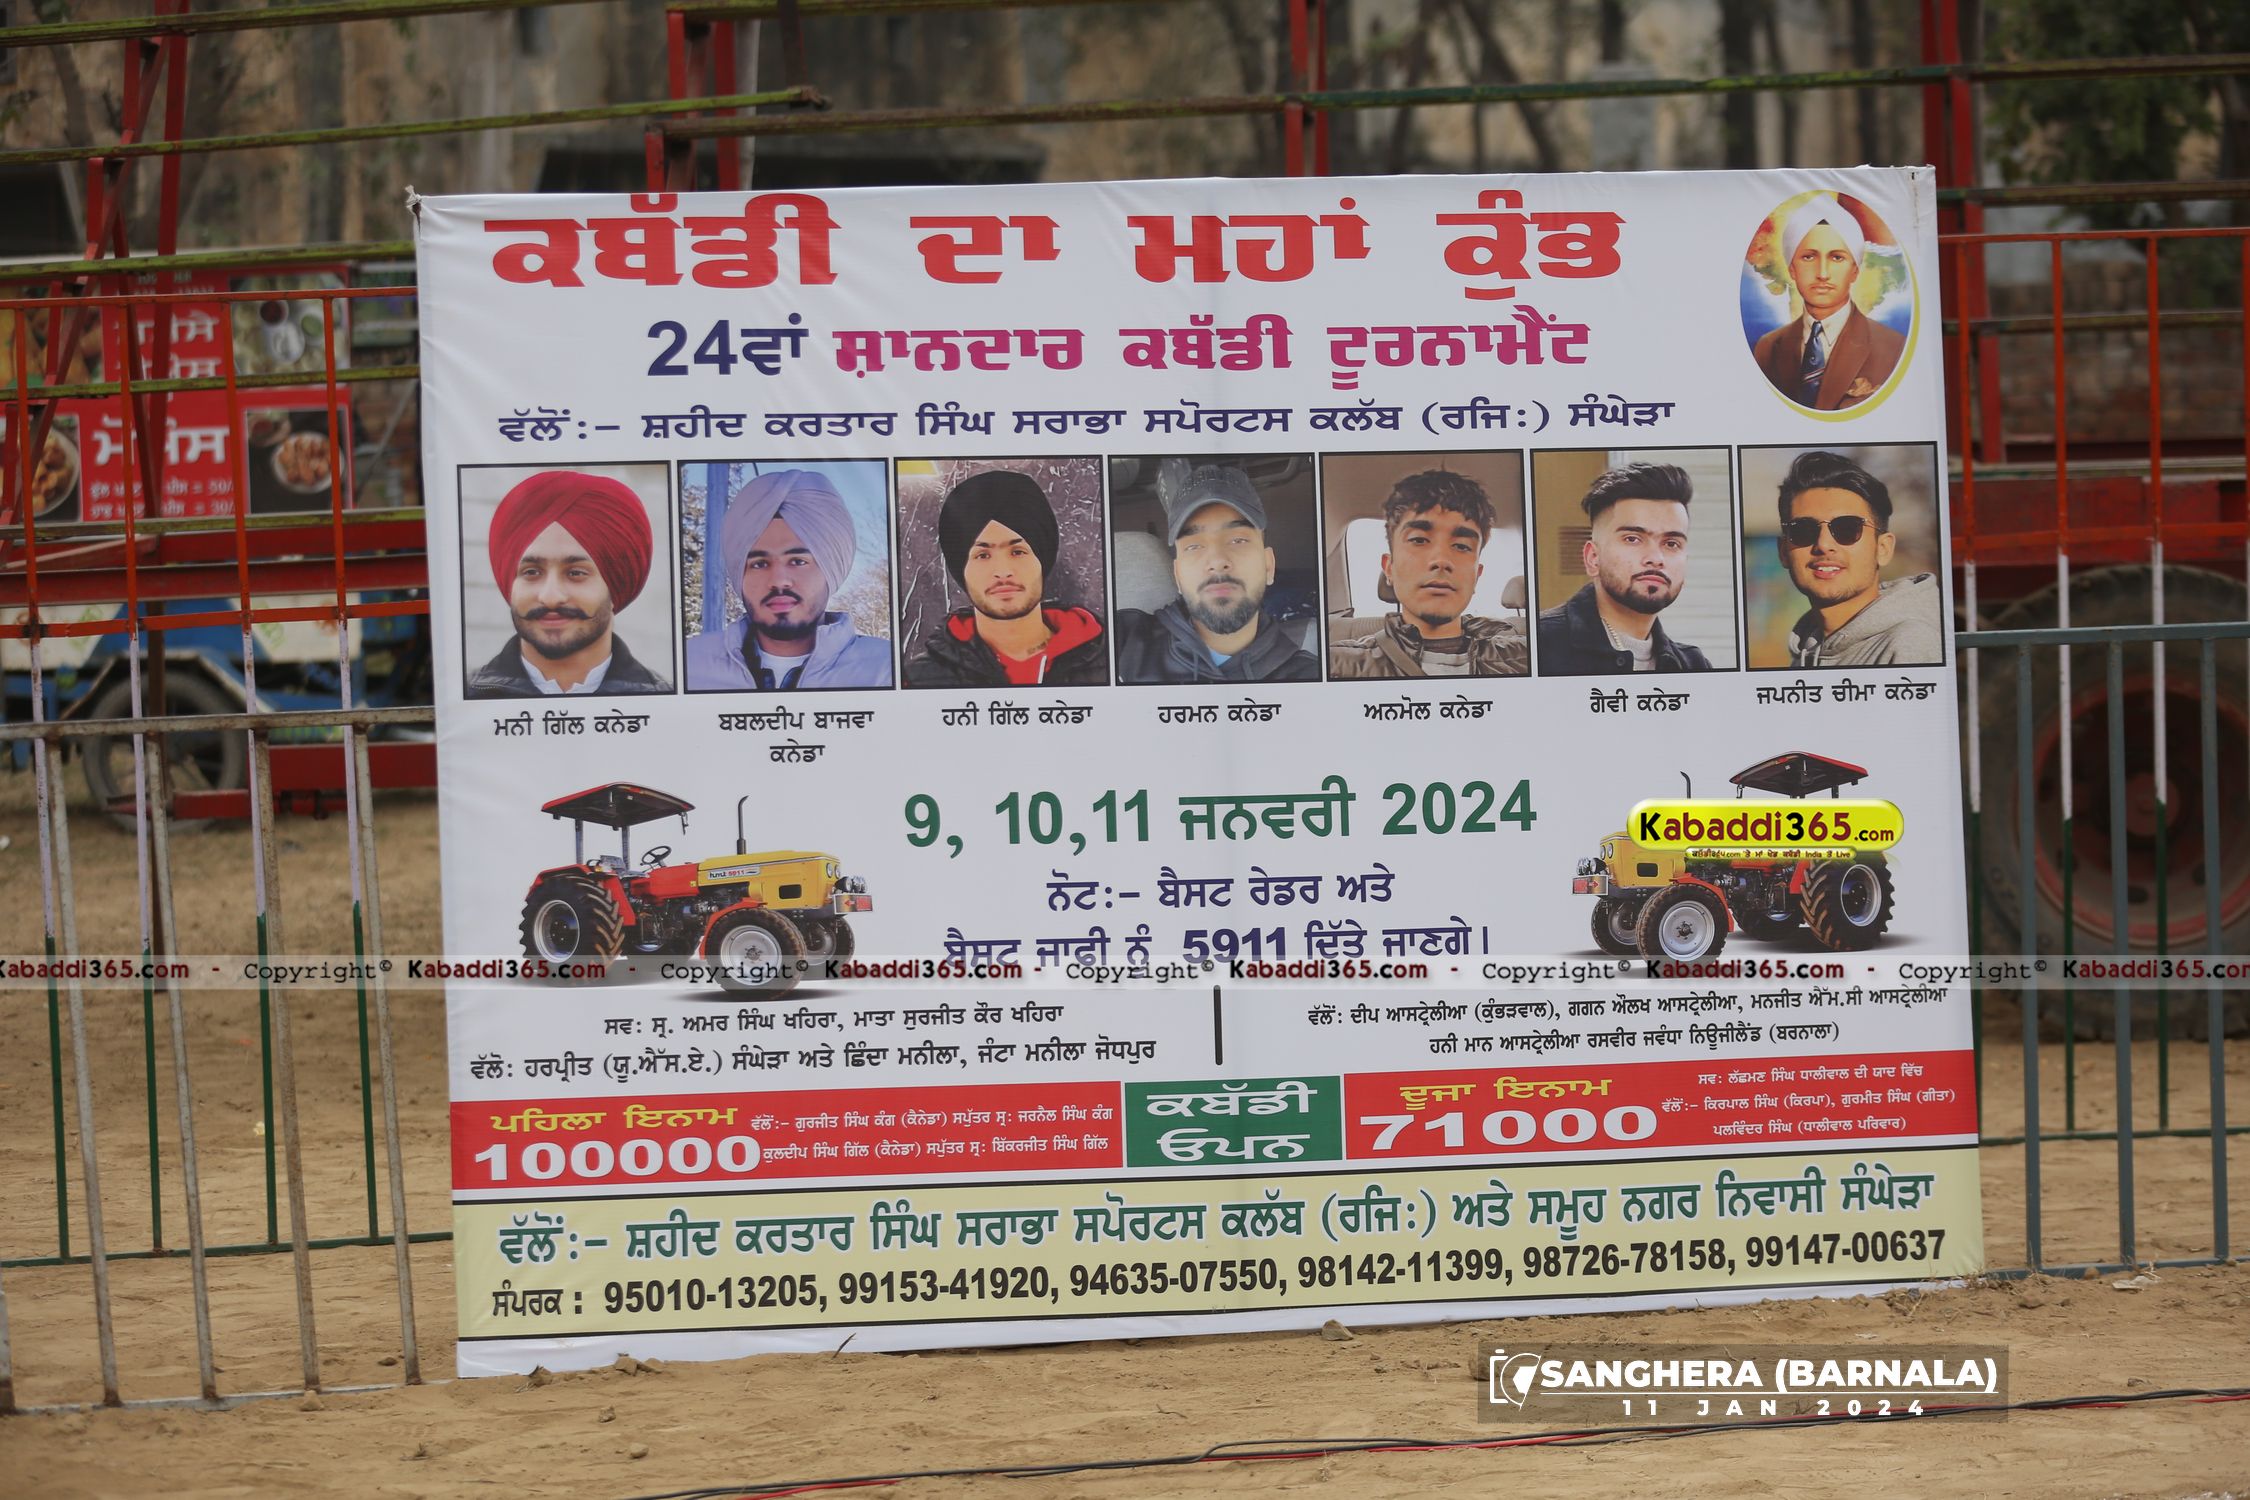 ਕਬੱਡੀ ਦਾ ਮਹਾਂ ਕੁੰਭ
24ਵਾਂ ਸ਼ਾਨਦਾਰ ਕਬੱਡੀ ਟੂਰਨਾਮੈਂਟ
ਵੱਲੋਂ:- ਸ਼ਹੀਦ ਕਰਤਾਰ ਸਿੰਘ ਸਰਾਭਾ ਸਪੋਰਟਸ ਕਲੱਬ (ਰਜਿ:) ਸੰਘੇੜਾ
ਮੋਮੋਸ
ਮਨੀ ਗਿੱਲ ਕਨੇਡਾ
ਬਬਲਦੀਪ ਬਾਜਵਾ
ਕਨੇਡਾ
ਹਨੀ ਗਿੱਲ ਕਨੇਡਾ
ਹਰਮਨ ਕਨੇਡਾ
ਅਨਮੋਲ ਕਨੇਡਾ
ਗੈਵੀ ਕਨੇਡਾ
ਜਪਨੀਤ ਚੀਮਾ ਕਨੇਡਾ
9, 10,11 ਜਨਵਰੀ 2024
Kabaddi365.com
ਨੋਟ:- ਬੈਸਟ ਰੇਡਰ ਅਤੇ
ਬੈਸਟ ਜਾਫੀ ਨੂੰ 5911 ਦਿੱਤੇ ਜਾਣਗੇ।
Kabaddi365.com - Copyright© Kabaddi365.com - Copyright© Kabaddi365.com - Copyright© Kabaddi365.com - Copyright© Kabaddi365.com - Copyright© Kabaddi365.com
ਸਵ: ਸ੍ਰ. ਅਮਰ ਸਿੰਘ ਖਹਿਰਾ, ਮਾਤਾ ਸੁਰਜੀਤ ਕੌਰ ਖਹਿਰਾ
ਵੱਲੋ: ਹਰਪ੍ਰੀਤ (ਯੂ.ਐੱਸ.ਏ.) ਸੰਘੇੜਾ ਅਤੇ ਛਿੰਦਾ ਮਨੀਲਾ, ਜੰਟਾ ਮਨੀਲਾ ਜੋਧਪੁਰ
ਵੱਲੋਂ: ਦੀਪ ਆਸਟ੍ਰੇਲੀਆ (ਕੁੰਭੜਵਾਲ), ਗਗਨ ਔਲਖ ਆਸਟ੍ਰੇਲੀਆ, ਮਨਜੀਤ ਐੱਮ.ਸੀ ਆਸਟ੍ਰੇਲੀਆ
ਹਨੀ ਮਾਨ ਆਸਟ੍ਰੇਲੀਆ ਰਸਵੀਰ ਜਵੰਧਾ ਨਿਊਜੀਲੈਂਡ (ਬਰਨਾਲਾ)
ਪਹਿਲਾ ਇਨਾਮ
100000
ਵੱਲੋਂ:- ਗੁਰਜੀਤ ਸਿੰਘ ਕੰਗ (ਕੈਨੇਡਾ) ਸਪੁੱਤਰ ਸ੍ਰ: ਜਰਨੈਲ ਸਿੰਘ ਕੰਗ
ਕੁਲਦੀਪ ਸਿੰਘ ਗਿੱਲ (ਕੈਨੇਡਾ) ਸਪੁੱਤਰ ਸ੍ਰ: ਬਿੱਕਰਜੀਤ ਸਿੰਘ ਗਿੱਲ
ਕਬੱਡੀ
ਓਪਨ
ਦੂਜਾ ਇਨਾਮ
71000
ਸਵ: ਲੱਛਮਣ ਸਿੰਘ ਧਾਲੀਵਾਲ ਦੀ ਯਾਦ ਵਿੱਚ
ਵੱਲੋਂ:- ਕਿਰਪਾਲ ਸਿੰਘ (ਕਿਰਪਾ), ਗੁਰਮੀਤ ਸਿੰਘ (ਗੀਤਾ)
ਪਲਵਿੰਦਰ ਸਿੰਘ (ਧਾਲੀਵਾਲ ਪਰਿਵਾਰ)
ਵੱਲੋਂ:- ਸ਼ਹੀਦ ਕਰਤਾਰ ਸਿੰਘ ਸਰਾਭਾ ਸਪੋਰਟਸ ਕਲੱਬ (ਰਜਿ:) ਅਤੇ ਸਮੂਹ ਨਗਰ ਨਿਵਾਸੀ ਸੰਘੇੜਾ
ਸੰਪਰਕ : 95010-13205, 99153-41920, 94635-07550, 98142-11399, 98726-78158, 99147-00637
SANGHERA (BARNALA)
11 JAN 2024